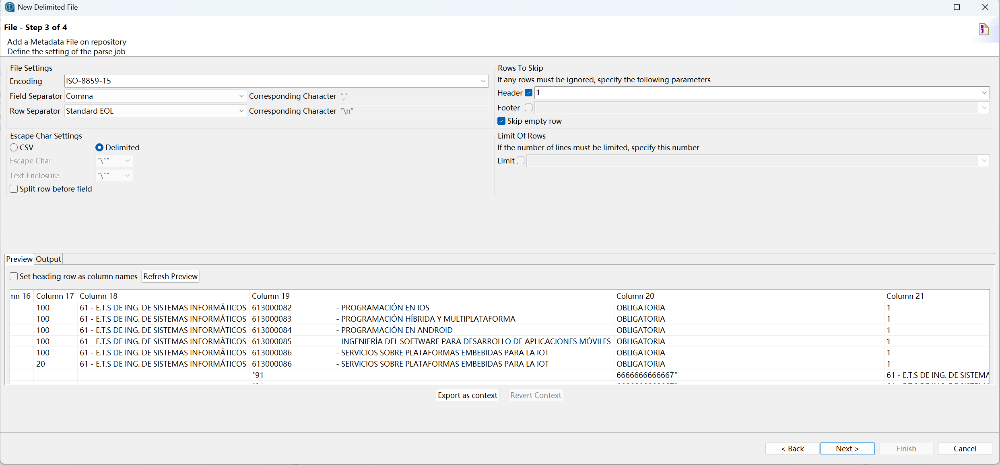 New Delimited File
File - Step 3 of 4
Add a Metadata File on repository
Define the setting of the parse job
File Settings
Encoding ISO-8859-15
Field Separator Comma Corresponding Character ","
Row Separator Standard EOL Corresponding Character "\n"
Rows To Skip
If any rows must be ignored, specify the following parameters
Header 1
Footer
Skip empty row
Escape Char Settings
CSV Delimited
Escape Char "\""
Text Enclosure "\""
Split row before field
Limit Of Rows
If the number of lines must be limited, specify this number
Limit
Preview Output
Set heading row as column names Refresh Preview
mn 16 Column 17 Column 18 Column 19 Column 20 Column 21
100 61 - E.T.S DE ING. DE SISTEMAS INFORMÁTICOS 613000082 - PROGRAMACIÓN EN IOS OBLIGATORIA 1
100 61 - E.T.S DE ING. DE SISTEMAS INFORMÁTICOS 613000083 - PROGRAMACIÓN HÍBRIDA Y MULTIPLATAFORMA OBLIGATORIA 1
100 61 - E.T.S DE ING. DE SISTEMAS INFORMÁTICOS 613000084 - PROGRAMACIÓN EN ANDROID OBLIGATORIA 1
100 61 - E.T.S DE ING. DE SISTEMAS INFORMÁTICOS 613000085 - INGENIERÍA DEL SOFTWARE PARA DESARROLLO DE APLICACIONES MÓVILES OBLIGATORIA 1
100 61 - E.T.S DE ING. DE SISTEMAS INFORMÁTICOS 613000086 - SERVICIOS SOBRE PLATAFORMAS EMBEBIDAS PARA LA IOT OBLIGATORIA 1
20 61 - E.T.S DE ING. DE SISTEMAS INFORMÁTICOS 613000086 - SERVICIOS SOBRE PLATAFORMAS EMBEBIDAS PARA LA IOT OBLIGATORIA 1
"91 6666666666667" 61 - E.T.S DE ING. DE SISTEMA
Export as context Revert Context
< Back Next > Finish Cancel